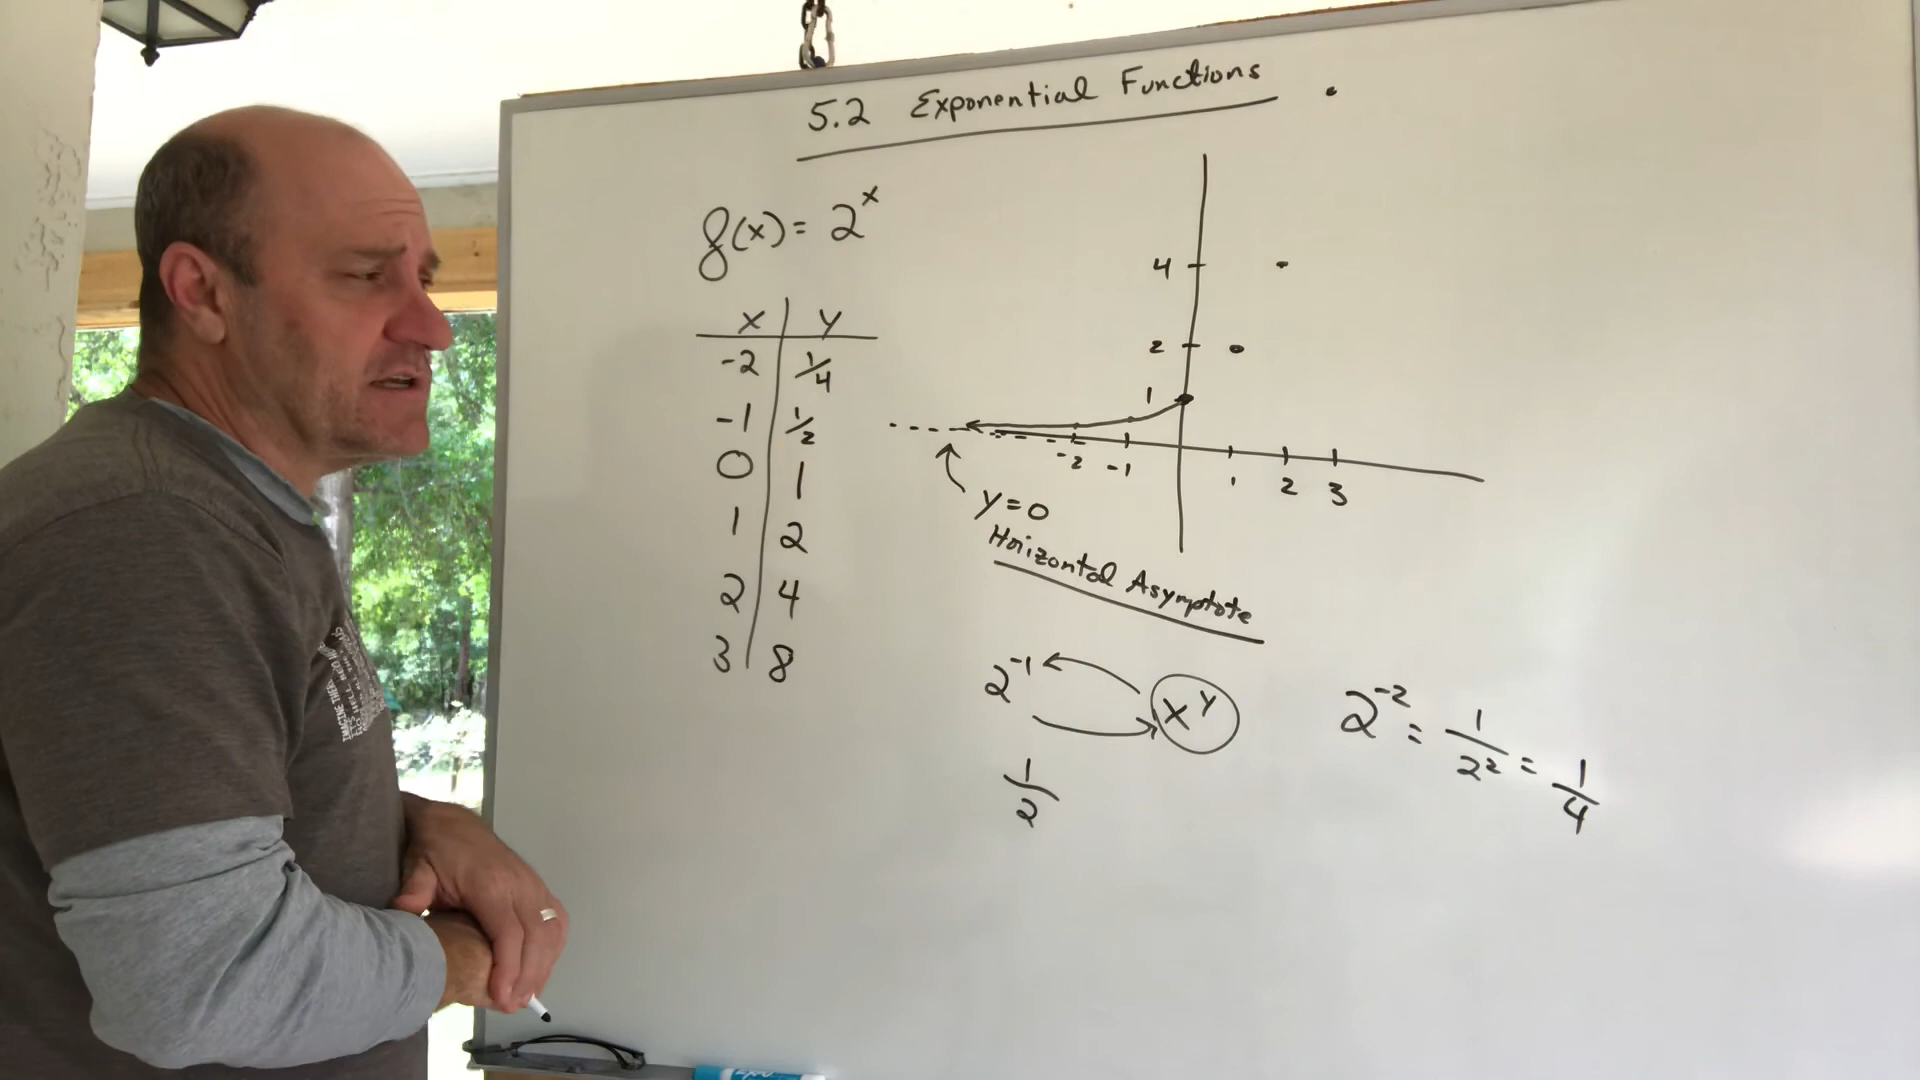 5.2 Exponential Functions
f(x) = 2^x
x | y
-2 | 1/4
-1 | 1/2
0 | 1
1 | 2
2 | 4
3 | 8
4
2
1
-2 -1 1 2 3
y=0
Horizontal Asymptote
2^-1 x^y
1/2
2^-2 = 1/2^2 = 1/4